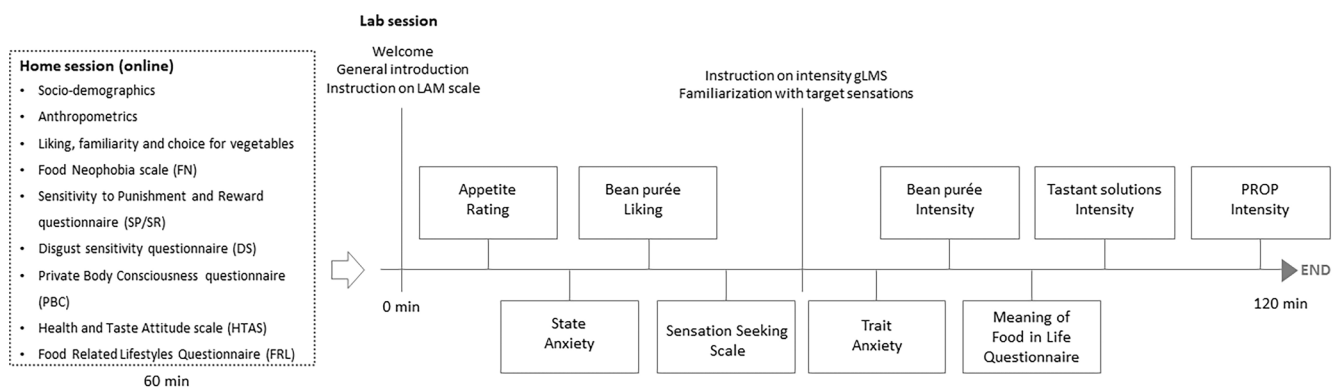 Home session (online)
• Socio-demographics
• Anthropometrics
• Liking, familiarity and choice for vegetables
• Food Neophobia scale (FN)
• Sensitivity to Punishment and Reward
questionnaire (SP/SR)
• Disgust sensitivity questionnaire (DS)
• Private Body Consciousness questionnaire
(PBC)
• Health and Taste Attitude scale (HTAS)
• Food Related Lifestyles Questionnaire (FRL)
60 min
Lab session
Welcome
General introduction
Instruction on LAM scale
Instruction on intensity gLMS
Familiarization with target sensations
Appetite
Rating
Bean purée
Liking
Bean purée
Intensity
Tastant solutions
Intensity
PROP
Intensity
END
0 min
120 min
State
Anxiety
Sensation Seeking
Scale
Trait
Anxiety
Meaning of
Food in Life
Questionnaire